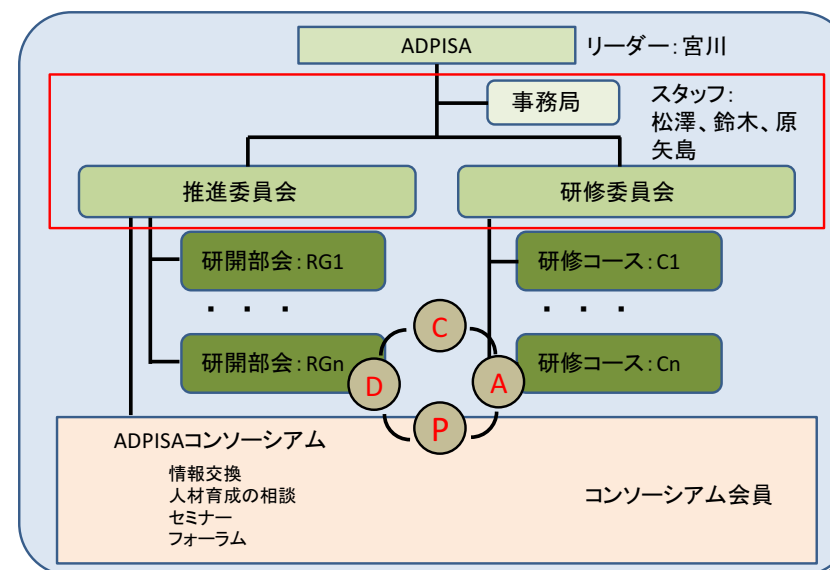 ADPISA
リーダー：宮川
事務局
スタッフ：
松澤、鈴木、原
矢島
推進委員会
研修委員会
研開部会：RG1
研修コース：C1
・ ・ ・
・ ・ ・
研開部会：RGn
研修コース：Cn
C
D
A
P
ADPISAコンソーシアム
情報交換
人材育成の相談
セミナー
フォーラム
コンソーシアム会員